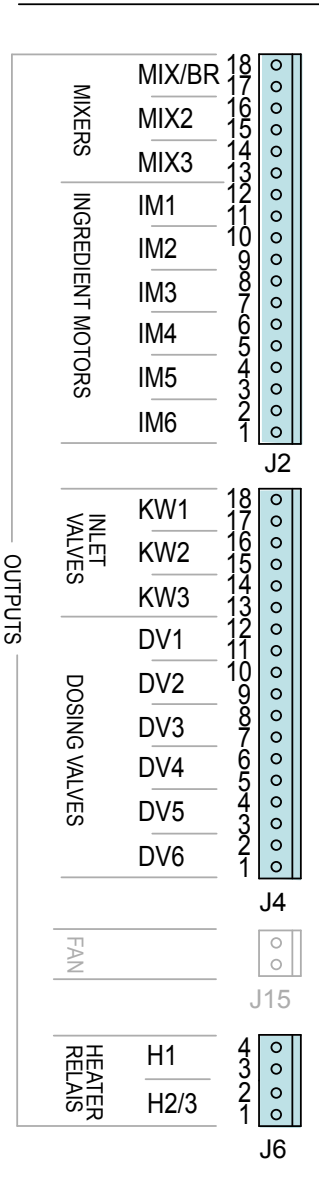 OUTPUTS
MIXERS
MIX/BR 18
17
MIX2 16
15
MIX3 14
13
INGREDIENT MOTORS
IM1 12
11
IM2 10
9
IM3 8
7
IM4 6
5
IM5 4
3
IM6 2
1
J2
INLET
VALVES
KW1 18
17
KW2 16
15
KW3 14
13
DOSING VALVES
DV1 12
11
DV2 10
9
DV3 8
7
DV4 6
5
DV5 4
3
DV6 2
1
J4
FAN
J15
HEATER
RELAIS
H1 4
3
H2/3 2
1
J6